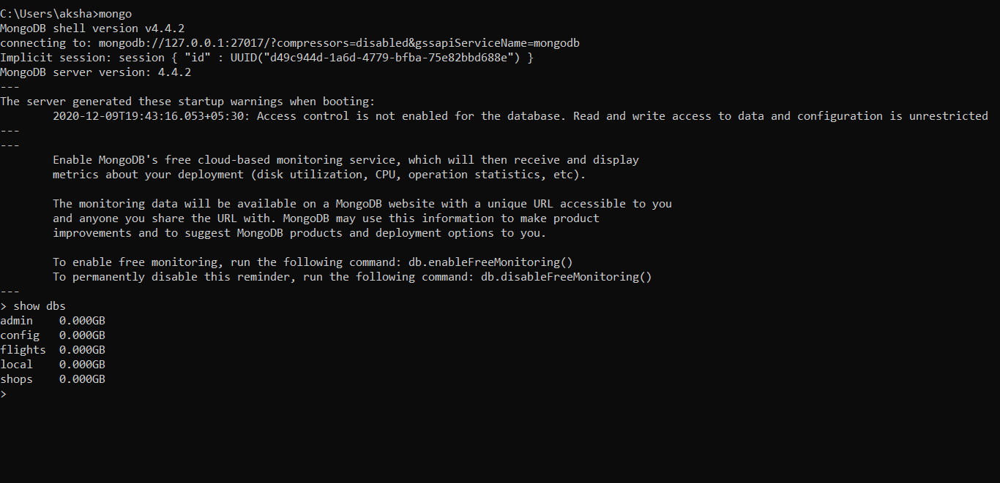 C:\Users\aksha>mongo
MongoDB shell version v4.4.2
connecting to: mongodb://127.0.0.1:27017/?compressors=disabled&gssapiServiceName=mongodb
Implicit session: session { "id" : UUID("d49c944d-1a6d-4779-bfba-75e82bbd688e") }
MongoDB server version: 4.4.2
---
The server generated these startup warnings when booting:
        2020-12-09T19:43:16.053+05:30: Access control is not enabled for the database. Read and write access to data and configuration is unrestricted
---
---
        Enable MongoDB's free cloud-based monitoring service, which will then receive and display
        metrics about your deployment (disk utilization, CPU, operation statistics, etc).

        The monitoring data will be available on a MongoDB website with a unique URL accessible to you
        and anyone you share the URL with. MongoDB may use this information to make product
        improvements and to suggest MongoDB products and deployment options to you.

        To enable free monitoring, run the following command: db.enableFreeMonitoring()
        To permanently disable this reminder, run the following command: db.disableFreeMonitoring()
---
> show dbs
admin    0.000GB
config   0.000GB
flights  0.000GB
local    0.000GB
shops    0.000GB
>